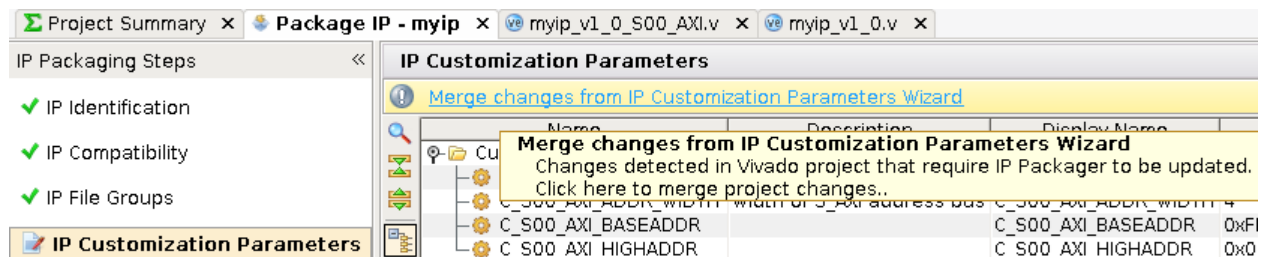 Project Summary × Package IP - myip × myip_v1_0_S00_AXI.v × myip_v1_0.v ×
IP Packaging Steps «
IP Customization Parameters
IP Identification
Merge changes from IP Customization Parameters Wizard
Name Description Display Name
IP Compatibility
Cu
Merge changes from IP Customization Parameters Wizard
Changes detected in Vivado project that require IP Packager to be updated.
Click here to merge project changes..
IP File Groups
C_S00_AXI_ADDR_WIDTH Width of S_AXI address bus C_S00_AXI_ADDR_WIDTH 4
C_S00_AXI_BASEADDR C_S00_AXI_BASEADDR
IP Customization Parameters
C_S00_AXI_HIGHADDR C_S00_AXI_HIGHADDR 0x0